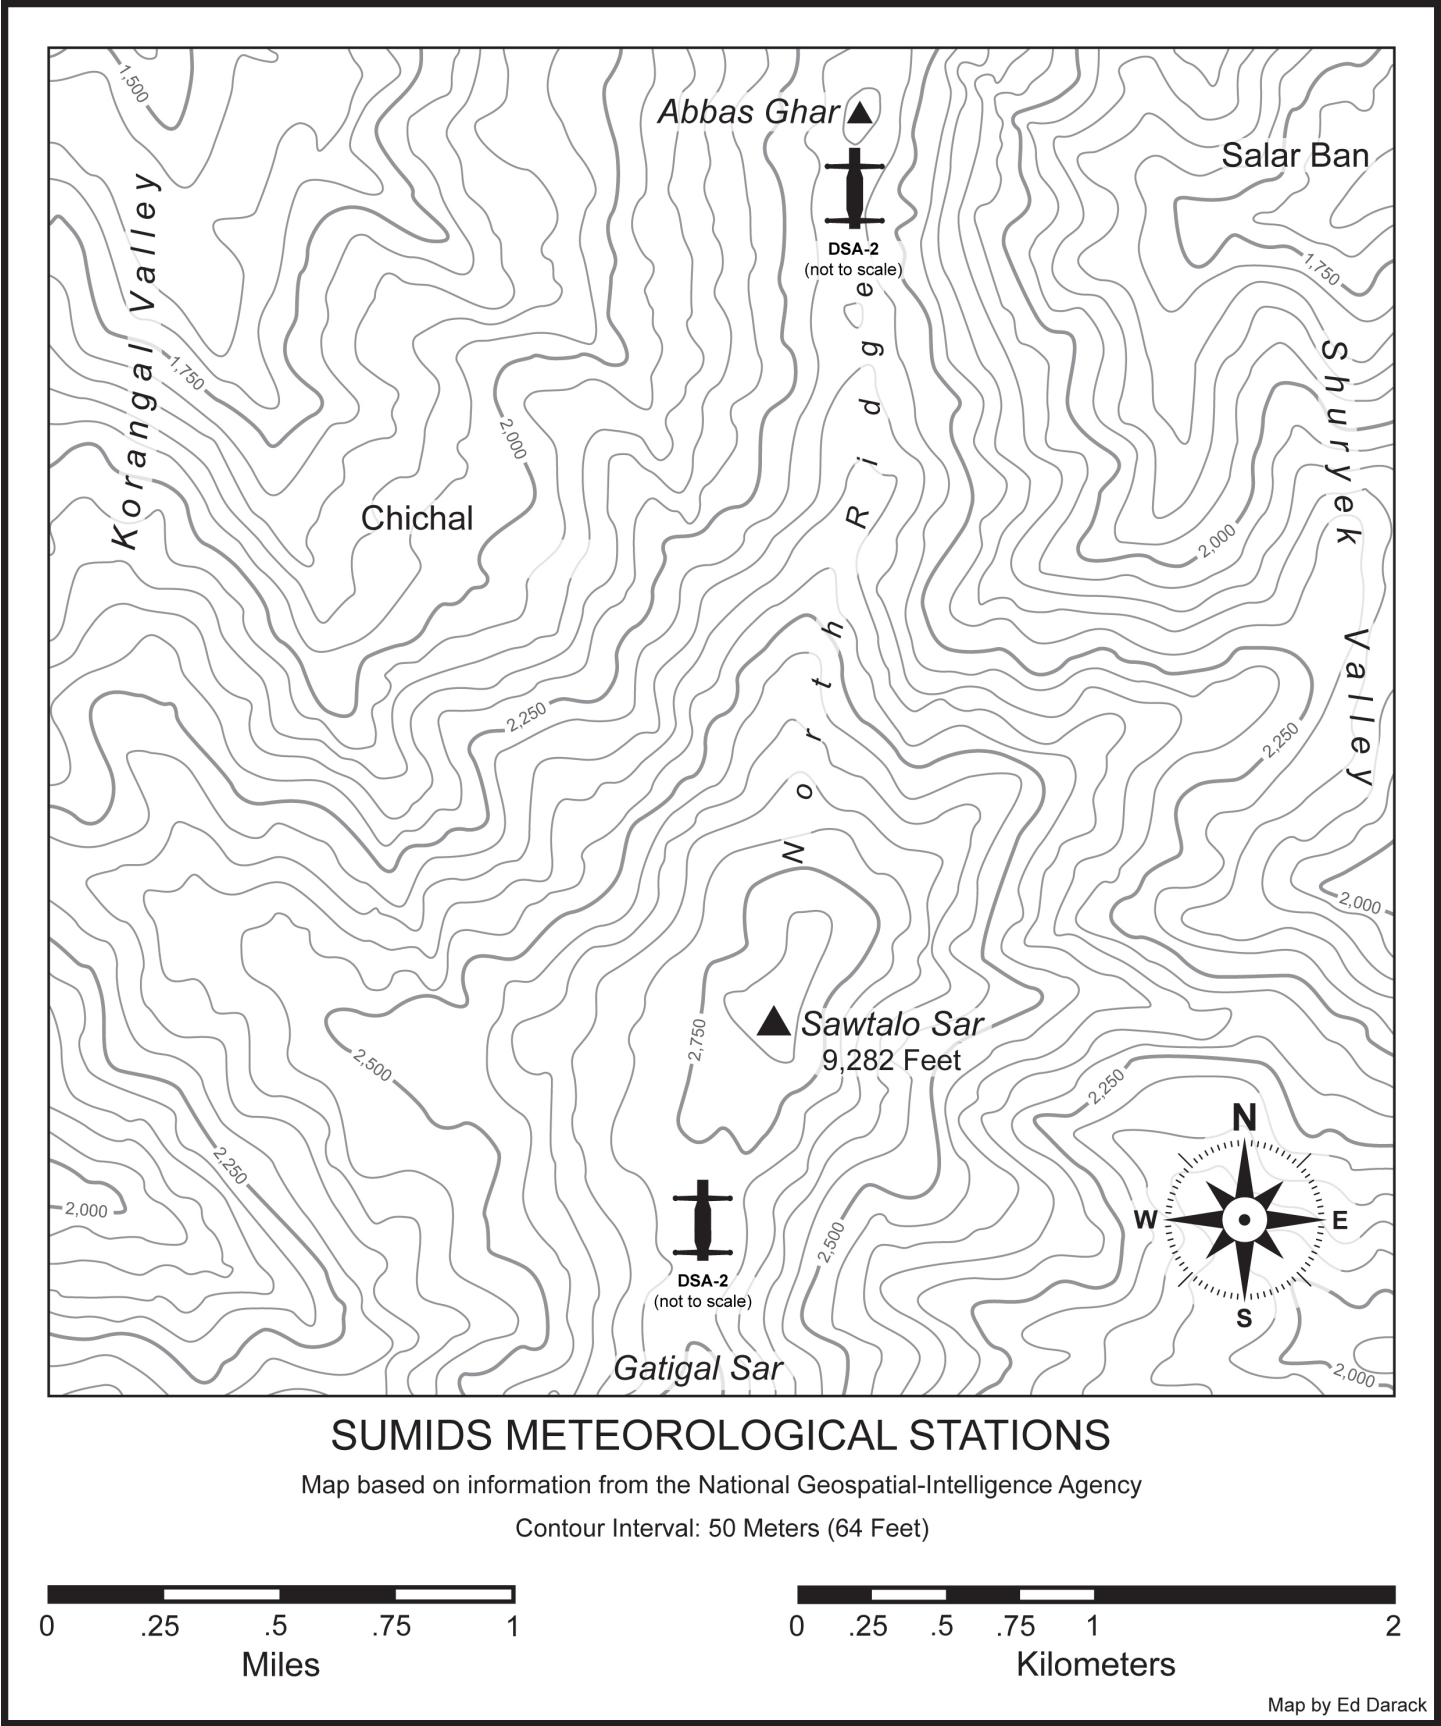 1,500
Abbas Ghar
Salar Ban
Korangal Valley
DSA-2
(not to scale)
1,750
Shuryek Valley
1,750
2,000
Chichal
North Ridge
2,000
2,250
2,250
2,000
Sawtalo Sar
9,282 Feet
2,750
2,500
2,250
N
2,250
2,000
W
E
2,500
DSA-2
(not to scale)
S
Gatigal Sar
2,000
SUMIDS METEOROLOGICAL STATIONS
Map based on information from the National Geospatial-Intelligence Agency
Contour Interval: 50 Meters (64 Feet)
0 .25 .5 .75 1
Miles
0 .25 .5 .75 1 2
Kilometers
Map by Ed Darack